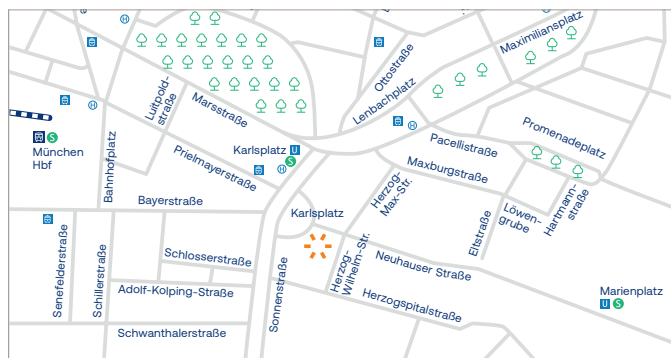 Maximiliansplatz
Ottostraße
Lenbachplatz
Luitpold-
straße
Marsstraße
H
H
H
S
München
Hbf
Bahnhofplatz
Prielmayerstraße
Karlsplatz U
S
H
Pacellistraße
Promenadeplatz
Maxburgstraße
Bayerstraße
Karlsplatz
Herzog-
Max-Str.
Eltstraße
Löwen-
grube
Hartmann-
straße
Senefelderstraße
Schillerstraße
Schlosserstraße
Adolf-Kolping-Straße
Schwanthalerstraße
Sonnenstraße
Herzog-
Wilhelm-Str.
Neuhauser Straße
Herzogspitalstraße
Marienplatz
U S